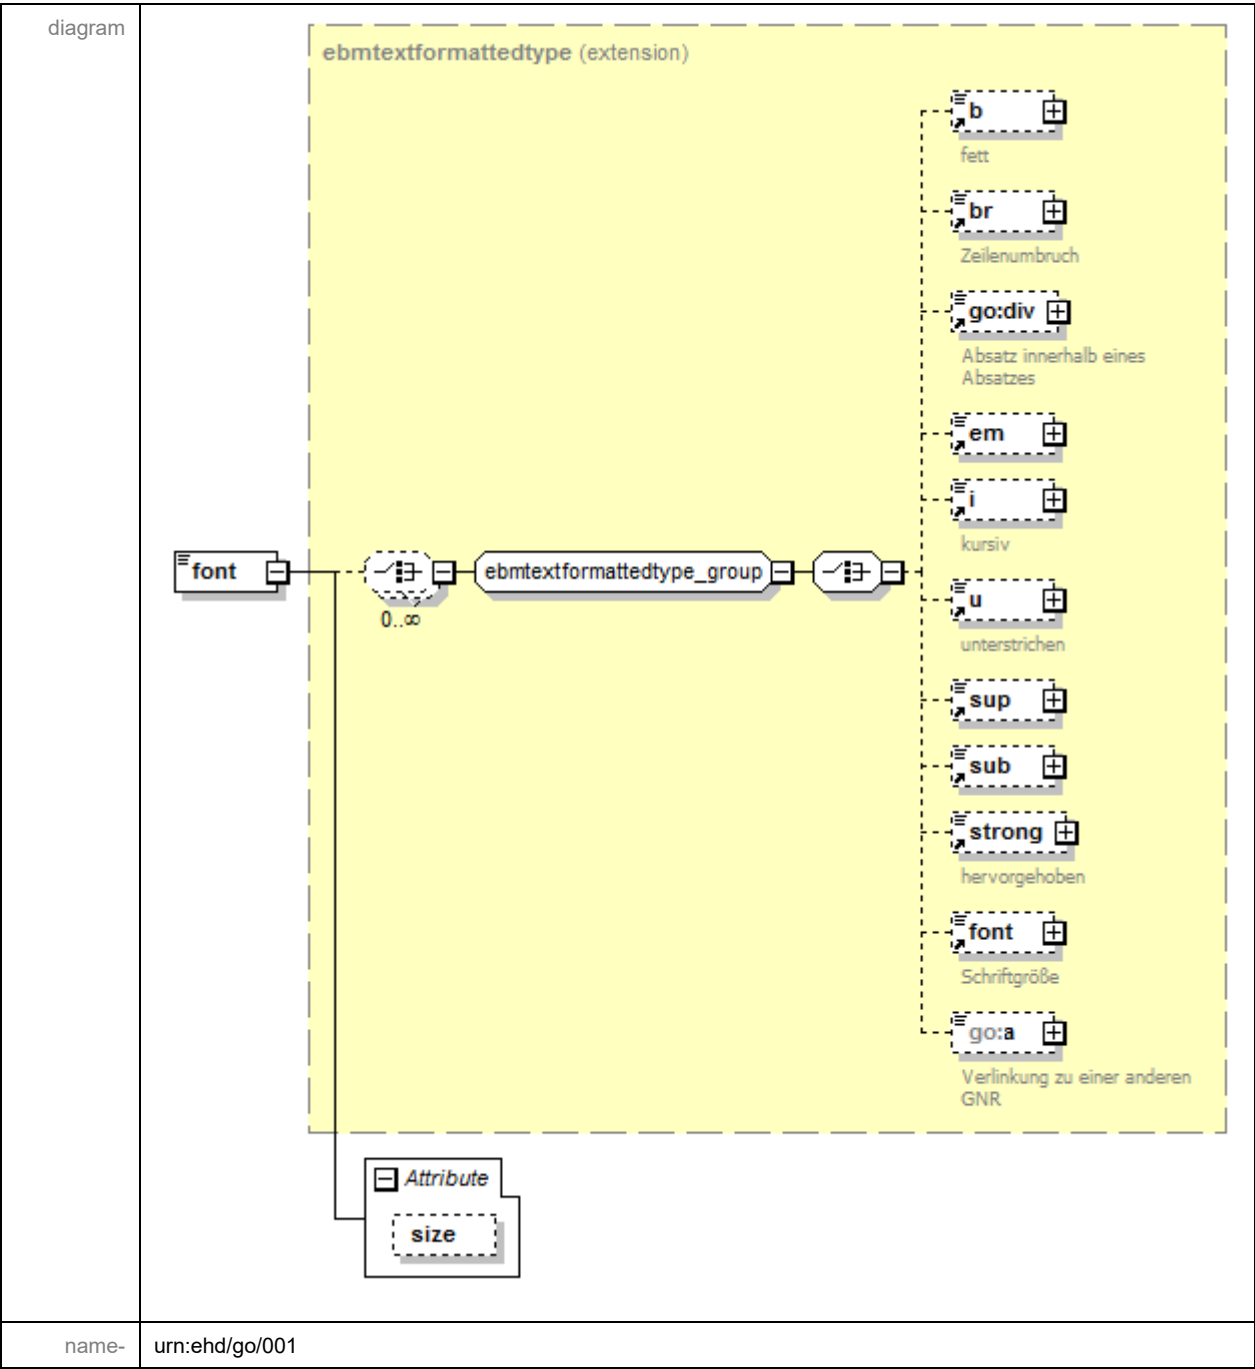 diagram
ebmtextformattedtype (extension)
b
fett
br
Zeilenumbruch
go:div
Absatz innerhalb eines
Absatzes
em
i
kursiv
font
0..∞
ebmtextformattedtype_group
u
unterstrichen
sup
sub
strong
hervorgehoben
font
Schriftgröße
go:a
Verlinkung zu einer anderen
GNR
Attribute
size
name-
urn:ehd/go/001